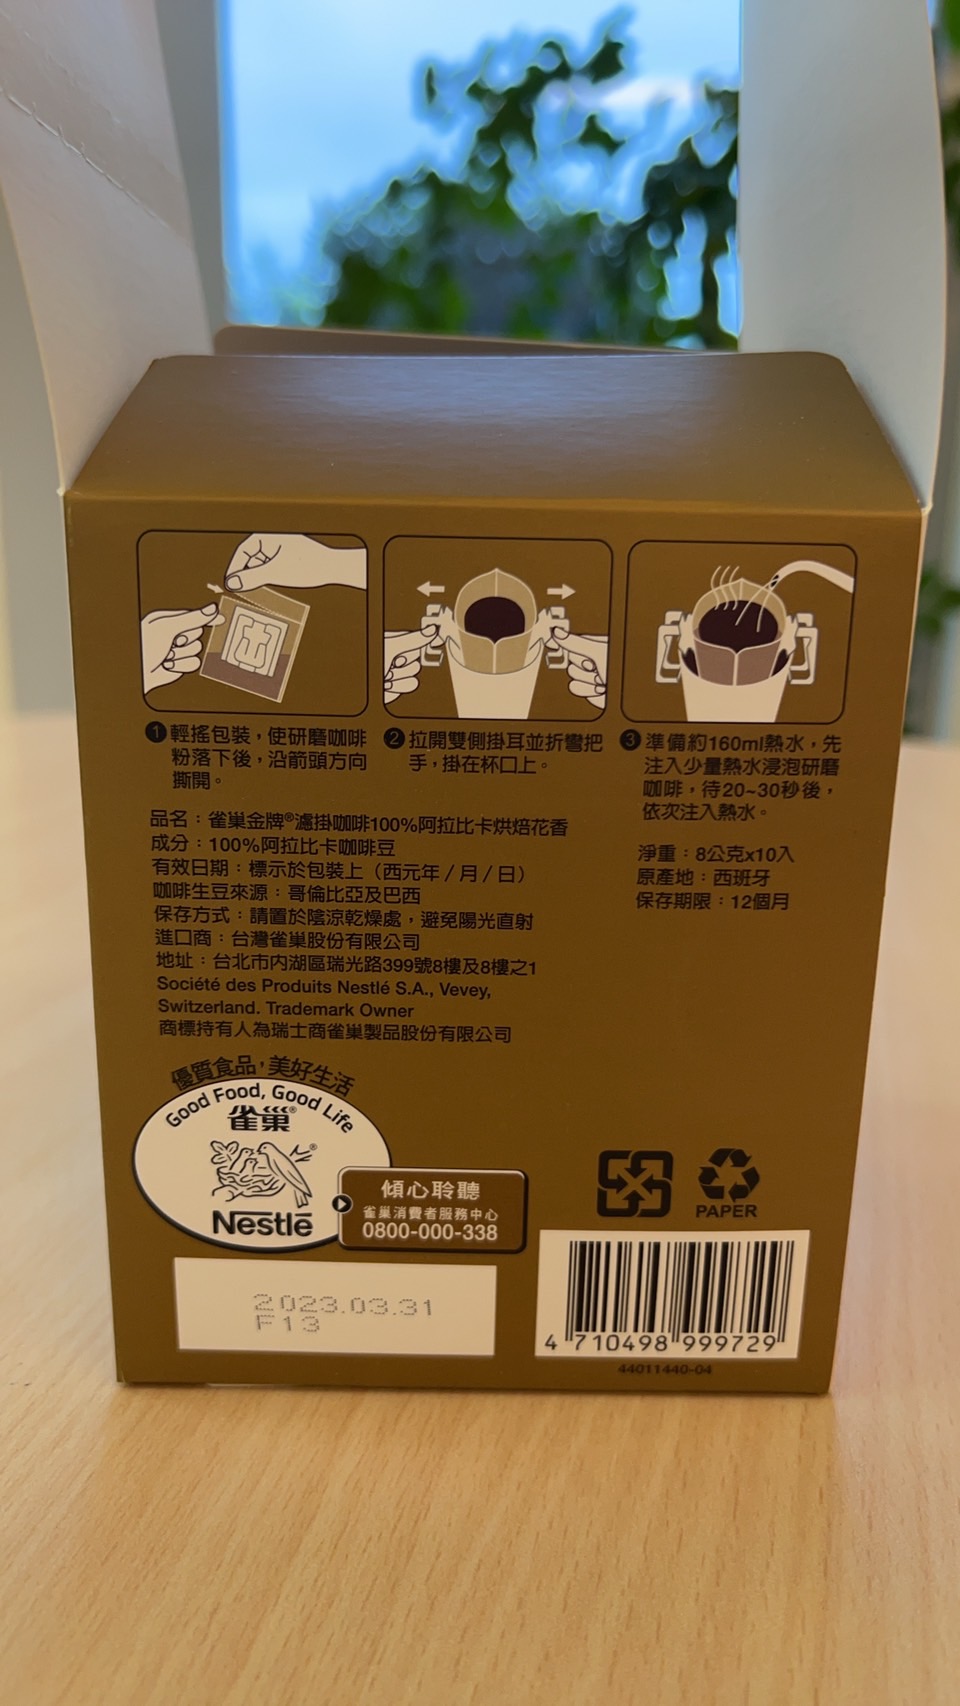 1 輕搖包裝，使研磨咖啡
粉落下後，沿箭頭方向
撕開。
2 拉開雙側掛耳並折彎把
手，掛在杯口上。
3 準備約160ml熱水，先
注入少量熱水浸泡研磨
咖啡，待20~30秒後，
依次注入熱水。
品名：雀巢金牌®濾掛咖啡100%阿拉比卡烘焙花香
成分：100%阿拉比卡咖啡豆
有效日期：標示於包裝上（西元年/月/日）
咖啡生豆來源：哥倫比亞及巴西
保存方式：請置於陰涼乾燥處，避免陽光直射
進口商：台灣雀巢股份有限公司
地址：台北市內湖區瑞光路399號8樓及8樓之1
Société des Produits Nestlé S.A., Vevey,
Switzerland. Trademark Owner
商標持有人為瑞士商雀巢製品股份有限公司
淨重：8公克x10入
原產地：西班牙
保存期限：12個月
優質食品，美好生活
Good Food, Good Life
雀巢®
Nestlé
傾心聆聽
雀巢消費者服務中心
0800-000-338
PAPER
2023.03.31
F13
4 710498 999729
44011440-04